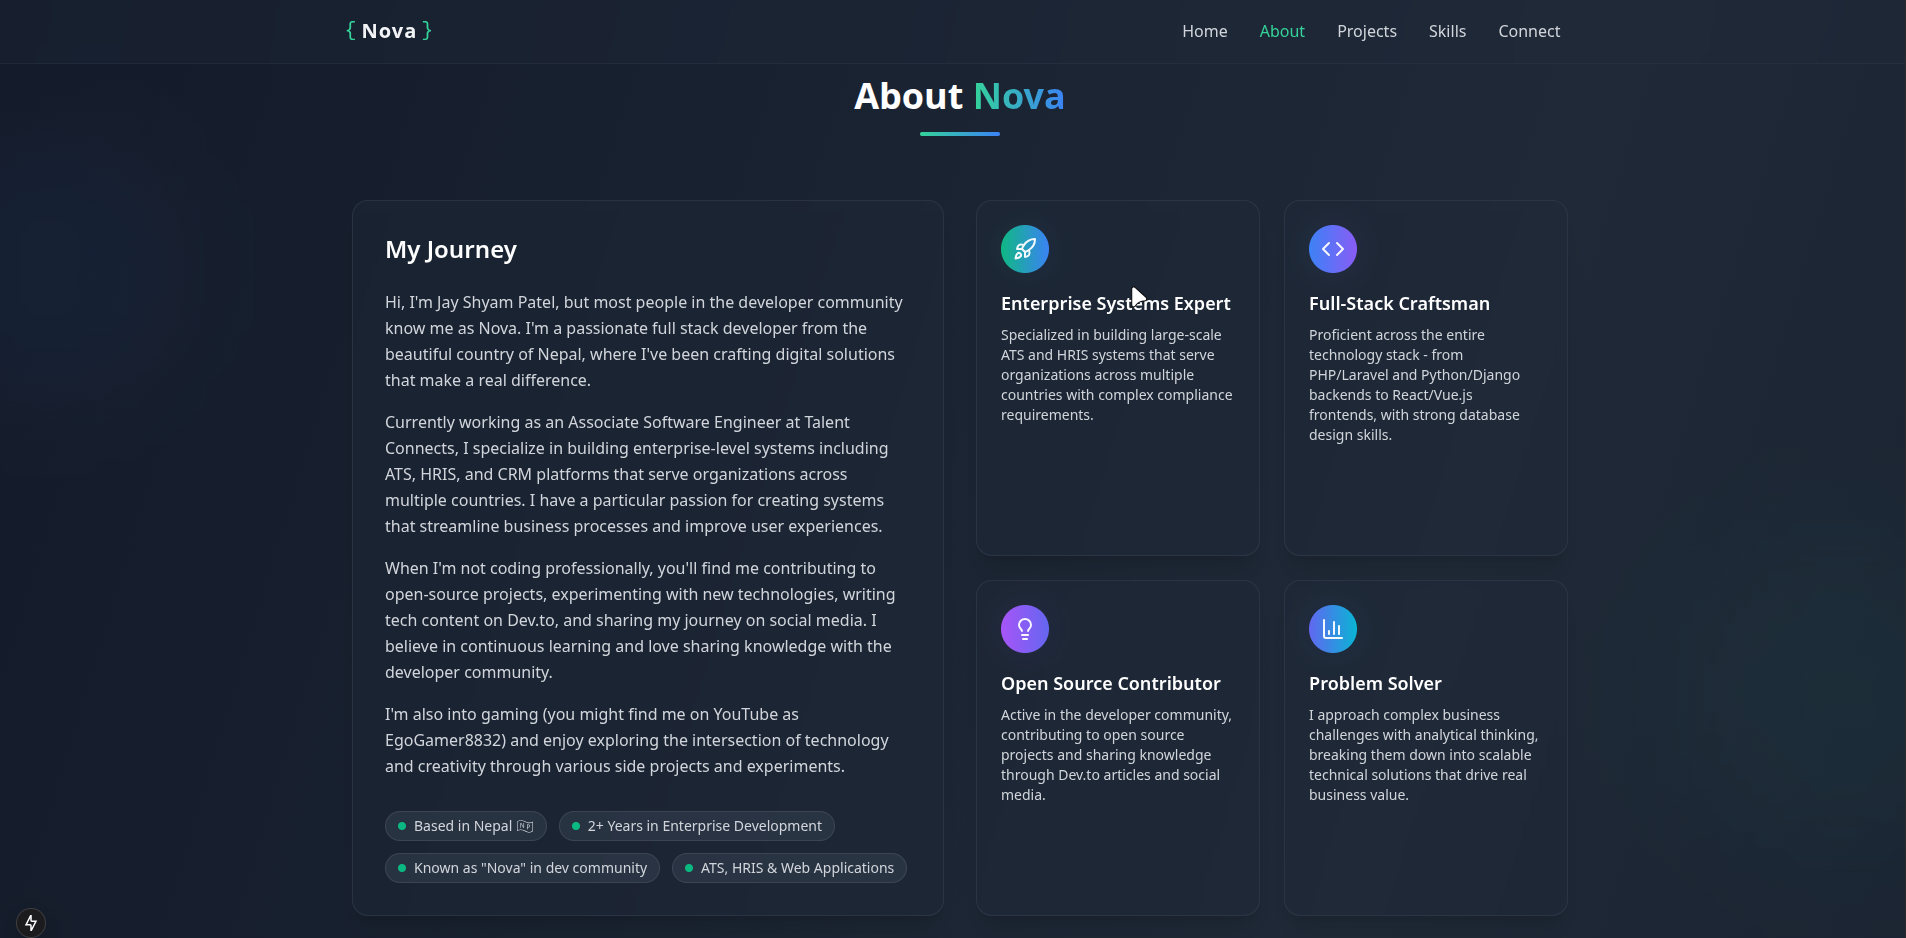 { Nova }
Home
About
Projects
Skills
Connect
About Nova
My Journey
Hi, I'm Jay Shyam Patel, but most people in the developer community
know me as Nova. I'm a passionate full stack developer from the
beautiful country of Nepal, where I've been crafting digital solutions
that make a real difference.
Currently working as an Associate Software Engineer at Talent
Connects, I specialize in building enterprise-level systems including
ATS, HRIS, and CRM platforms that serve organizations across
multiple countries. I have a particular passion for creating systems
that streamline business processes and improve user experiences.
When I'm not coding professionally, you'll find me contributing to
open-source projects, experimenting with new technologies, writing
tech content on Dev.to, and sharing my journey on social media. I
believe in continuous learning and love sharing knowledge with the
developer community.
I'm also into gaming (you might find me on YouTube as
EgoGamer8832) and enjoy exploring the intersection of technology
and creativity through various side projects and experiments.
Based in Nepal 🇳🇵
2+ Years in Enterprise Development
Known as "Nova" in dev community
ATS, HRIS & Web Applications
Enterprise Systems Expert
Specialized in building large-scale
ATS and HRIS systems that serve
organizations across multiple
countries with complex compliance
requirements.
Full-Stack Craftsman
Proficient across the entire
technology stack - from
PHP/Laravel and Python/Django
backends to React/Vue.js
frontends, with strong database
design skills.
Open Source Contributor
Active in the developer community,
contributing to open source
projects and sharing knowledge
through Dev.to articles and social
media.
Problem Solver
I approach complex business
challenges with analytical thinking,
breaking them down into scalable
technical solutions that drive real
business value.